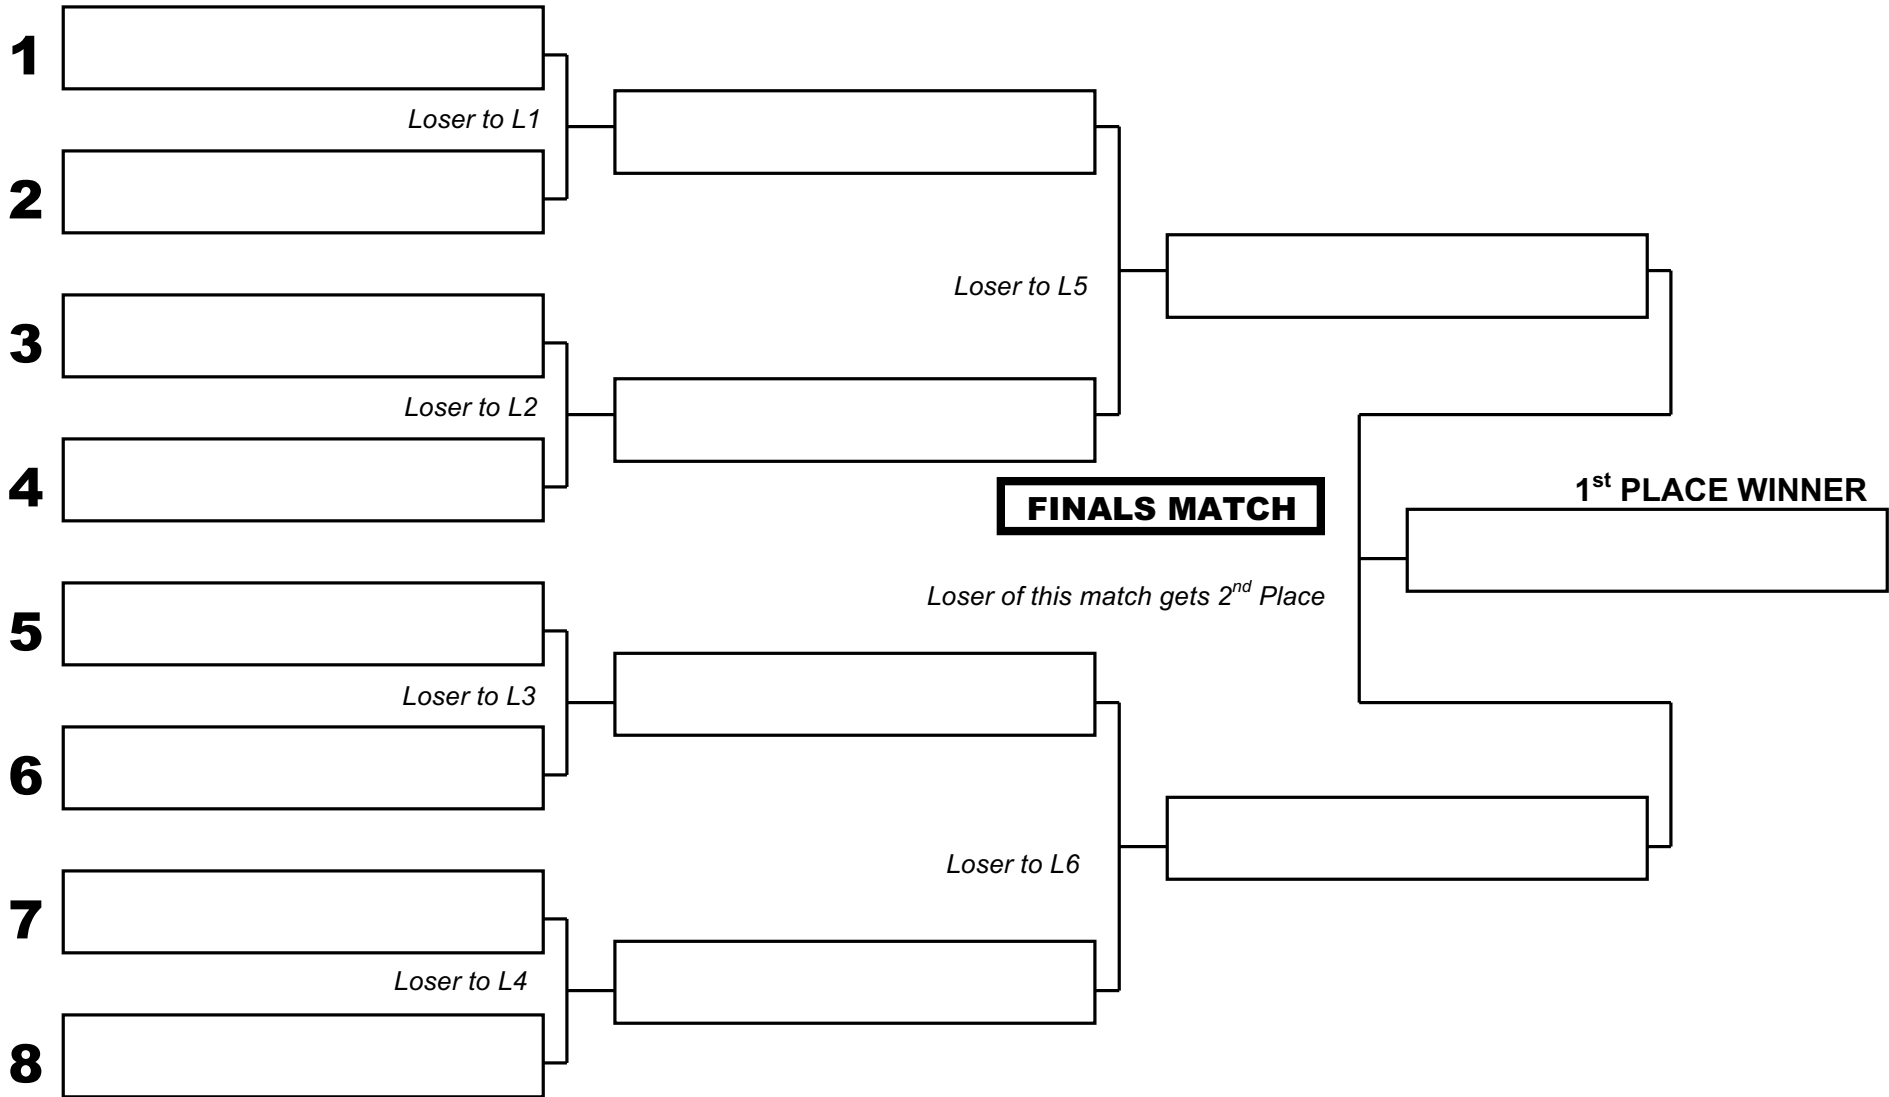 1
Loser to L1
2
3
Loser to L2
4
5
Loser to L3
6
7
Loser to L4
8
Loser to L5
FINALS MATCH
Loser of this match gets 2nd Place
Loser to L6
1st PLACE WINNER